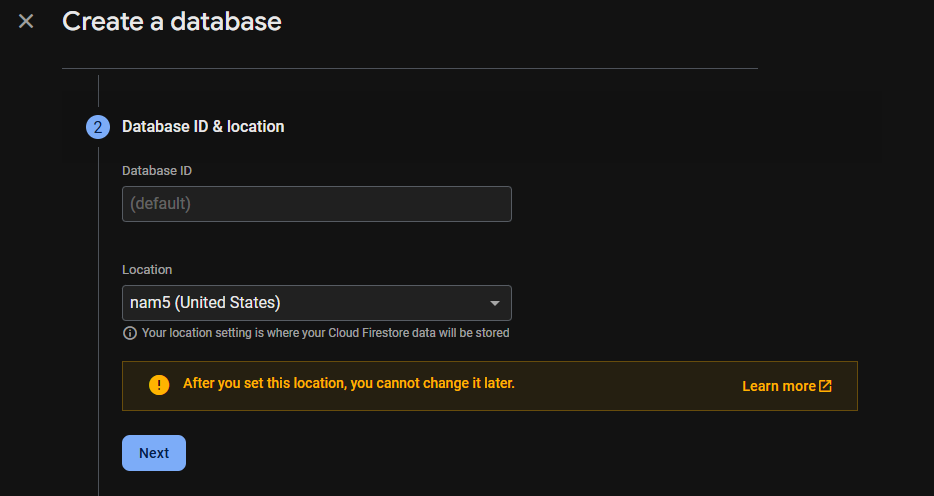 Create a database
2
Database ID & location
Database ID
(default)
Location
nam5 (United States)
Your location setting is where your Cloud Firestore data will be stored
After you set this location, you cannot change it later.
Learn more
Next